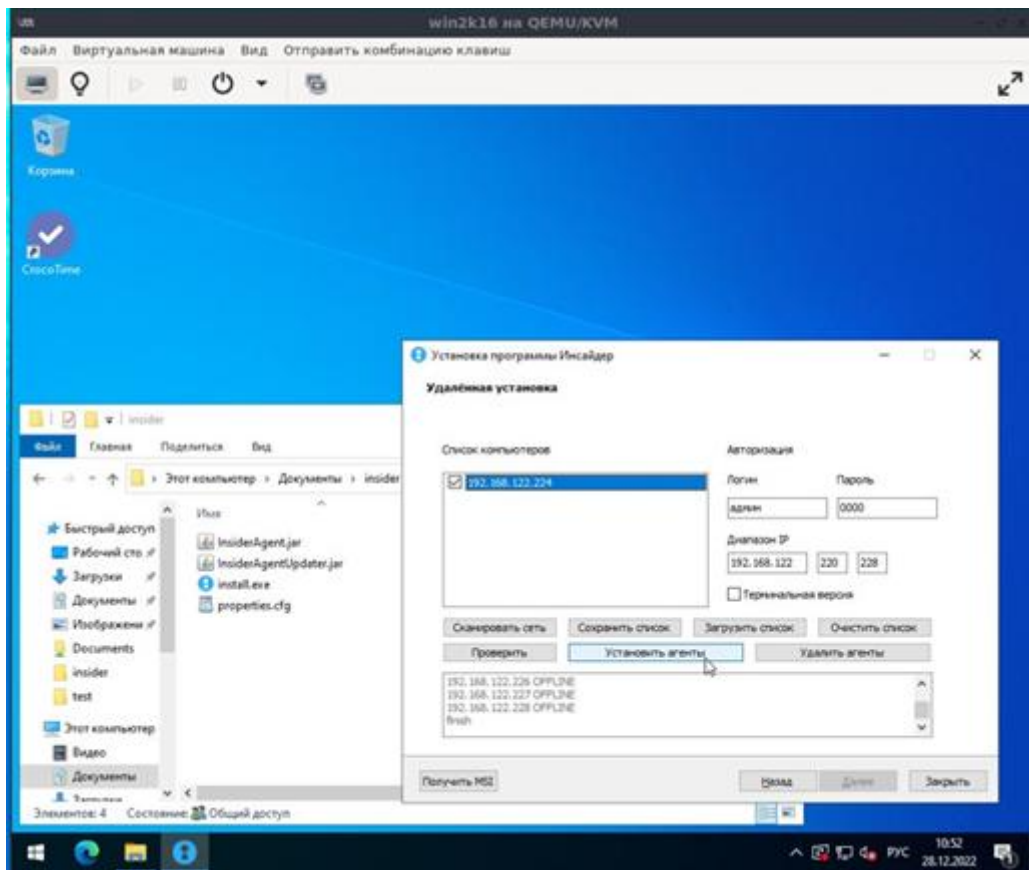 win2k16 на QEMU/KVM
Файл Виртуальная машина Вид Отправить комбинацию клавиш
Корзина
CrocoTime
Установка программы Инсайдер
Удалённая установка
insider
Файл Главная Поделиться Вид
Список компьютеров Авторизация
Этот компьютер › Документы › insider
192.168.122.224
Логин Пароль
админ 0000
Имя
Быстрый доступ
InsiderAgent.jar
Диапазон IP
Рабочий сто
InsiderAgentUpdater.jar
192.168.122 220 228
Загрузки
install.exe
Документы
properties.cfg
Терминальная версия
Изображени
Сканировать сеть Сохранить список Загрузить список Очистить список
Documents
Проверить Установить агенты Удалить агенты
insider
192.168.122.226 OFFLINE
test
192.168.122.227 OFFLINE
192.168.122.228 OFFLINE
finish
Этот компьютер
Видео
Документы
Получить MSI Назад Далее Закрыть
Загрузки
Элементов: 4 Состояние: Общий доступ
РУС 10:52
28.12.2022